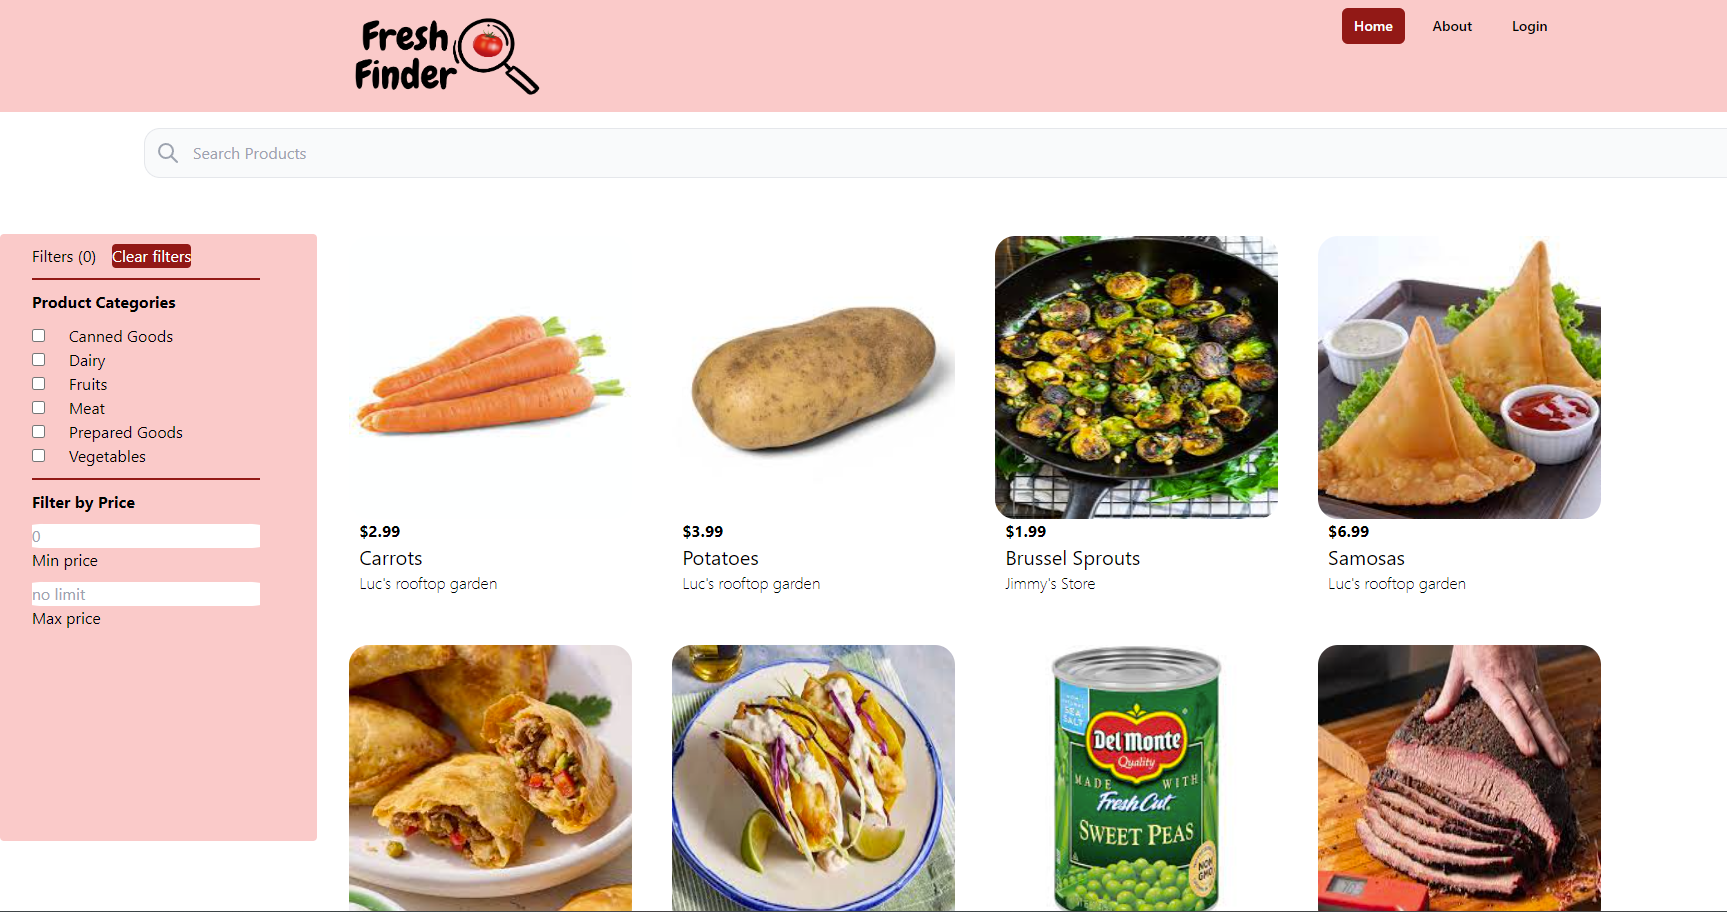 Fresh
Finder
Home About Login
Search Products
Filters (0) Clear filters
Product Categories
Canned Goods
Dairy
Fruits
Meat
Prepared Goods
Vegetables
Filter by Price
0
Min price
no limit
Max price
$2.99
Carrots
Luc's rooftop garden
$3.99
Potatoes
Luc's rooftop garden
$1.99
Brussel Sprouts
Jimmy's Store
$6.99
Samosas
Luc's rooftop garden
SEA
SALT
Del Monte
Quality
MADE WITH
Fresh Cut
SWEET PEAS
NON
GMO